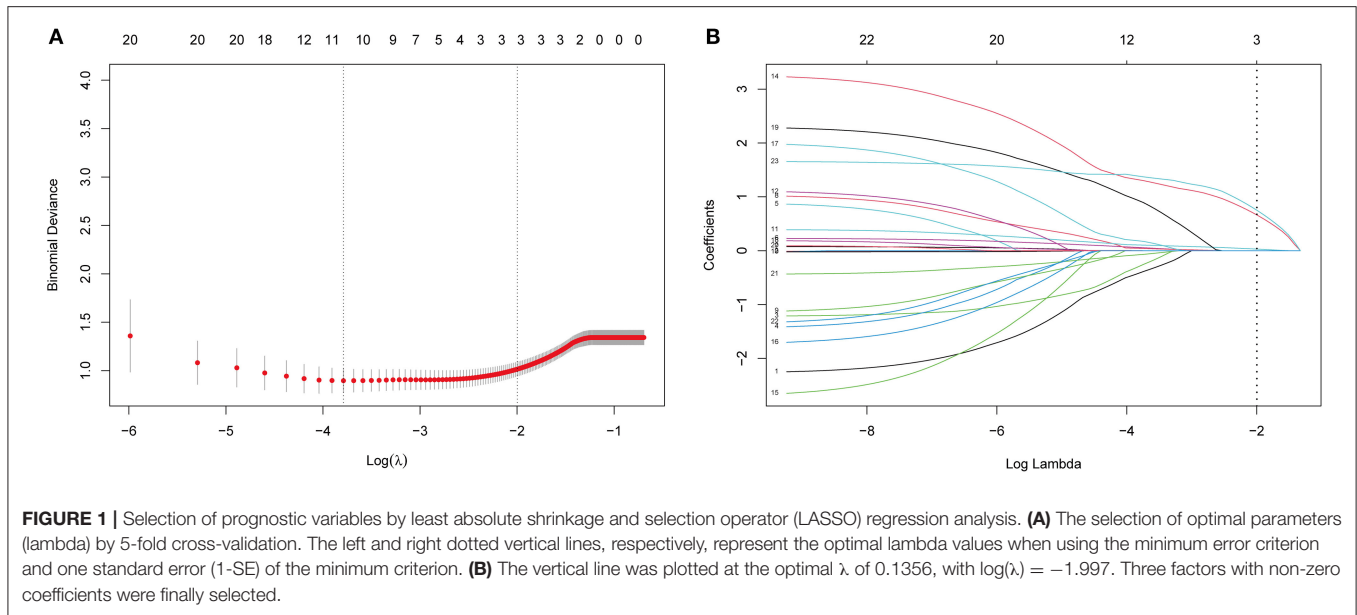 A
20 20 20 18 12 11 10 9 7 5 4 3 3 3 3 3 2 0 0 0
4.0
3.5
3.0
2.5
2.0
1.5
1.0
Binomial Deviance
−6 −5 −4 −3 −2 −1
Log(λ)
B
22 20 12 3
3
2
1
0
−1
−2
Coefficients
14
19
17
23
12
8
5
11
21
3
22
4
16
1
15
−8 −6 −4 −2
Log Lambda
FIGURE 1 | Selection of prognostic variables by least absolute shrinkage and selection operator (LASSO) regression analysis. (A) The selection of optimal parameters
(lambda) by 5-fold cross-validation. The left and right dotted vertical lines, respectively, represent the optimal lambda values when using the minimum error criterion
and one standard error (1-SE) of the minimum criterion. (B) The vertical line was plotted at the optimal λ of 0.1356, with log(λ) = −1.997. Three factors with non-zero
coefficients were finally selected.